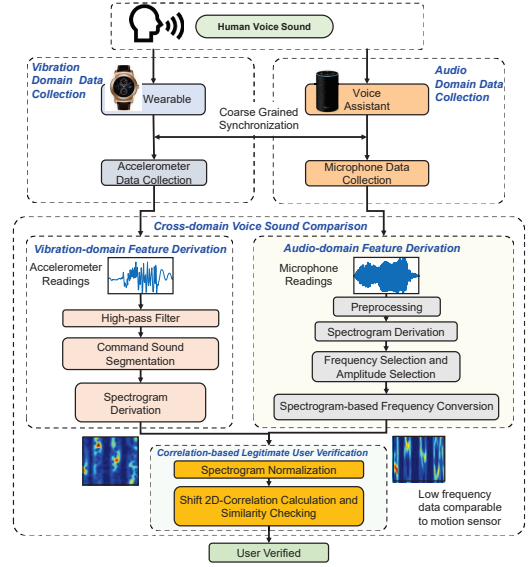 Human Voice Sound
Vibration
Domain Data
Collection
Wearable
Voice
Assistant
Audio
Domain Data
Collection
Coarse Grained
Synchronization
Accelerometer
Data Collection
Microphone Data
Collection
Cross-domain Voice Sound Comparison
Vibration-domain Feature Derivation
Accelerometer
Readings
High-pass Filter
Command Sound
Segmentation
Spectrogram
Derivation
Audio-domain Feature Derivation
Microphone
Readings
Preprocessing
Spectrogram Derivation
Frequency Selection and
Amplitude Selection
Spectrogram-based Frequency Conversion
Correlation-based Legitimate User Verification
Spectrogram Normalization
Shift 2D-Correlation Calculation and
Similarity Checking
Low frequency
data comparable
to motion sensor
User Verified